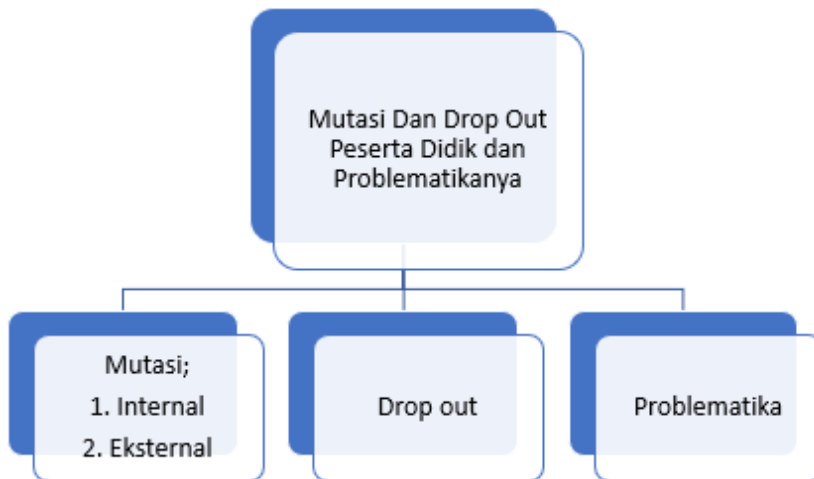 Mutasi Dan Drop Out
Peserta Didik dan
Problematikanya
Mutasi;
1. Internal
2. Eksternal
Drop out
Problematika